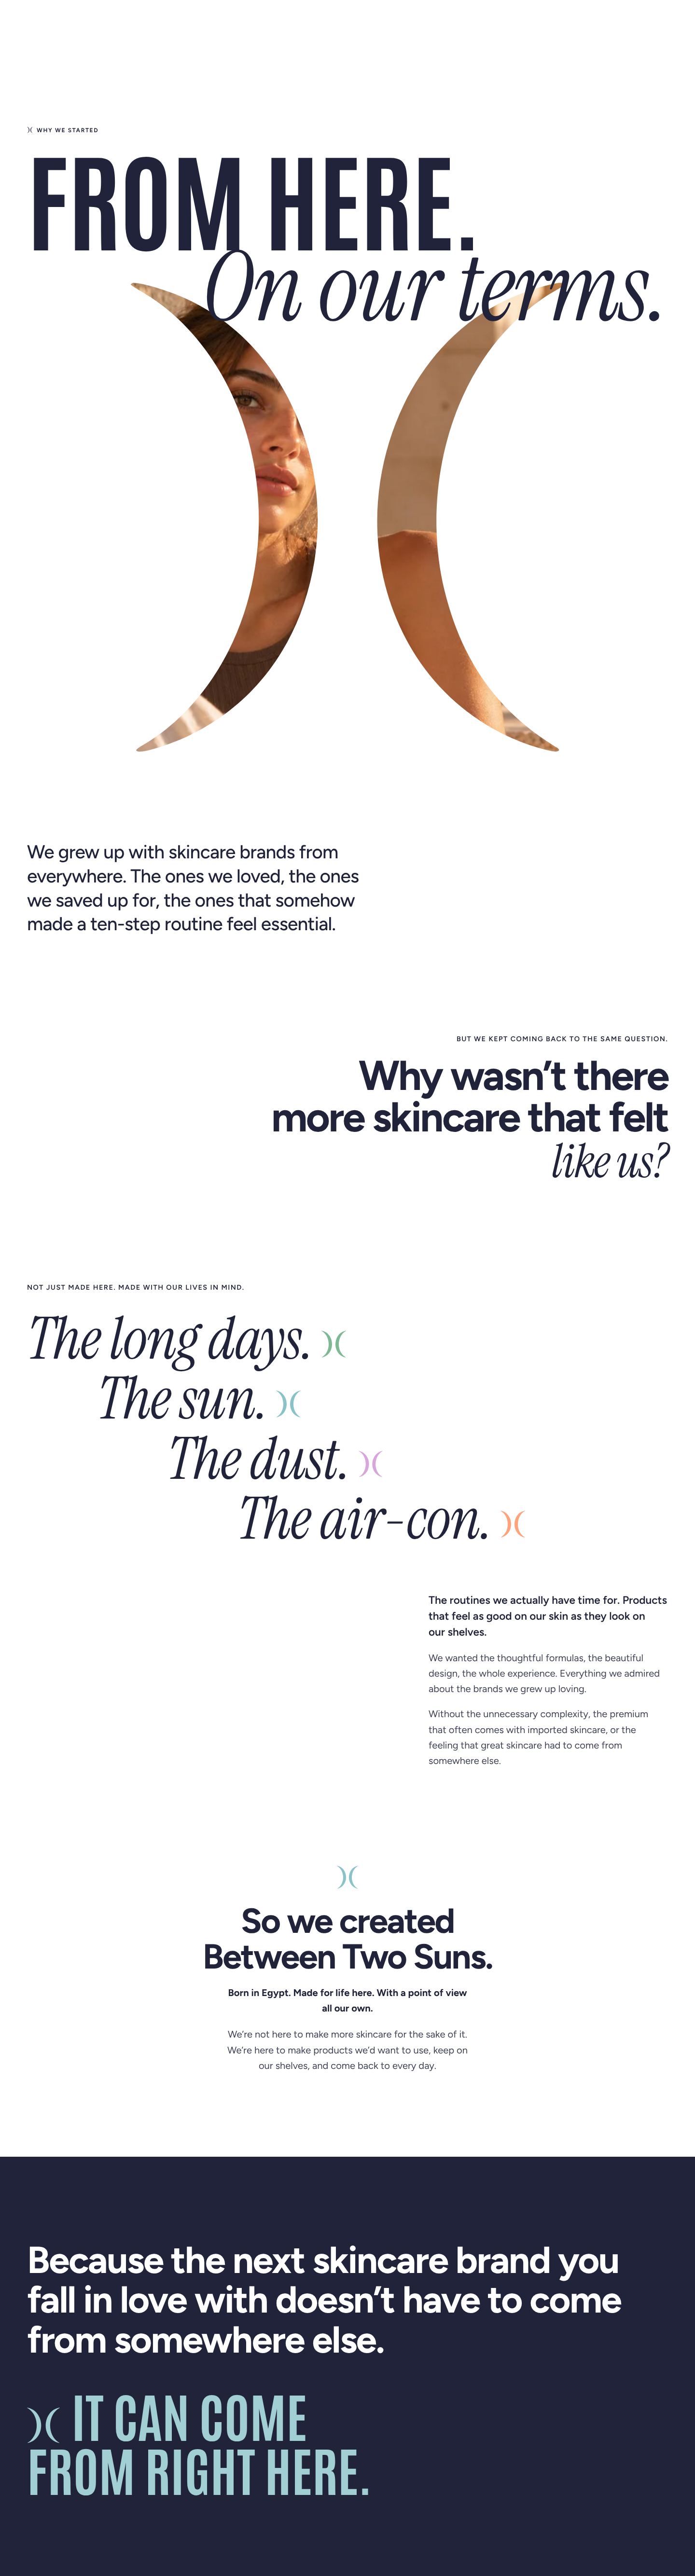 WHY WE STARTED
FROM HERE.
On our terms.
We grew up with skincare brands from
everywhere. The ones we loved, the ones
we saved up for, the ones that somehow
made a ten-step routine feel essential.
BUT WE KEPT COMING BACK TO THE SAME QUESTION.
Why wasn’t there
more skincare that felt
like us?
NOT JUST MADE HERE. MADE WITH OUR LIVES IN MIND.
The long days.
The sun.
The dust.
The air-con.
The routines we actually have time for. Products
that feel as good on our skin as they look on
our shelves.
We wanted the thoughtful formulas, the beautiful
design, the whole experience. Everything we admired
about the brands we grew up loving.
Without the unnecessary complexity, the premium
that often comes with imported skincare, or the
feeling that great skincare had to come from
somewhere else.
So we created
Between Two Suns.
Born in Egypt. Made for life here. With a point of view
all our own.
We’re not here to make more skincare for the sake of it.
We’re here to make products we’d want to use, keep on
our shelves, and come back to every day.
Because the next skincare brand you
fall in love with doesn’t have to come
from somewhere else.
IT CAN COME
FROM RIGHT HERE.